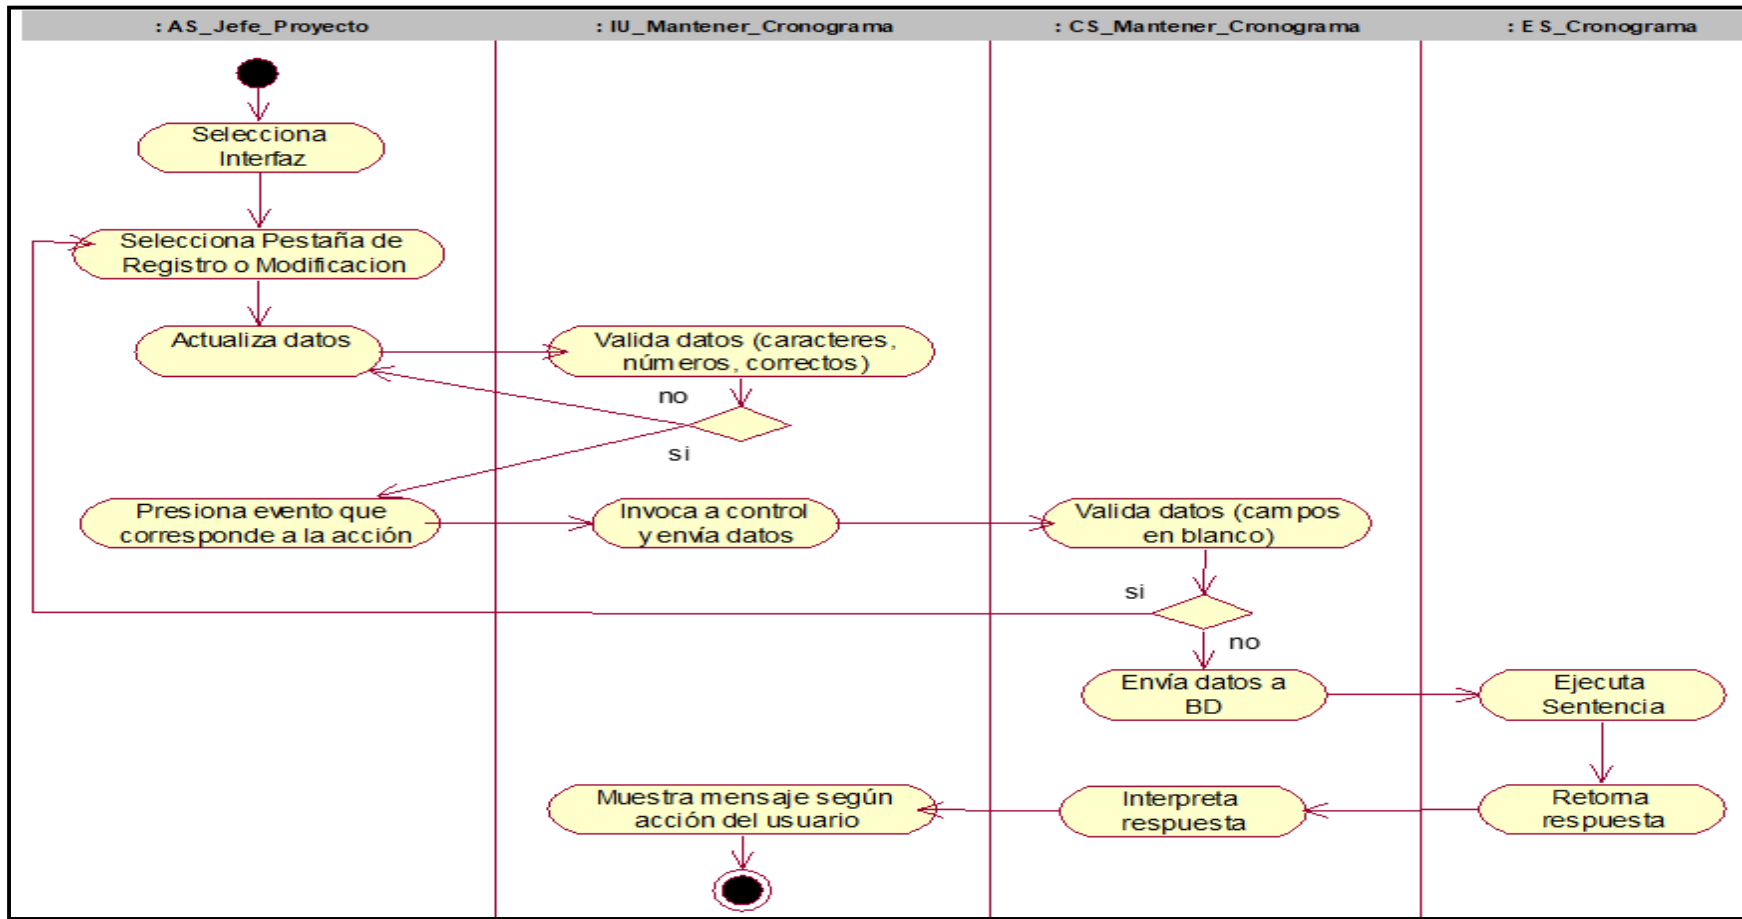 : AS_Jefe_Proyecto
: IU_Mantener_Cronograma
: CS_Mantener_Cronograma
: ES_Cronograma
Selecciona
Interfaz
Selecciona Pestaña de
Registro o Modificacion
Actualiza datos
Valida datos (caracteres,
números, correctos)
no
si
Presiona evento que
corresponde a la acción
Invoca a control
y envía datos
Valida datos (campos
en blanco)
si
no
Envía datos a
BD
Ejecuta
Sentencia
Muestra mensaje según
acción del usuario
Interpreta
respuesta
Retorna
respuesta